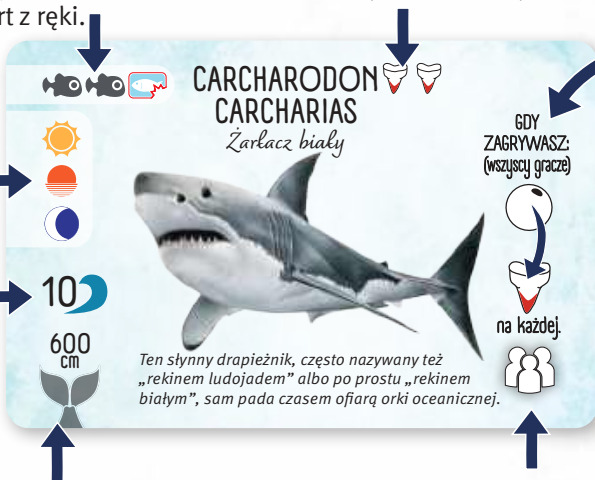 rt z ręki.
CARCHARODON
CARCHARIAS
Żarłacz biały
GDY
ZAGRYWASZ:
(wszyscy gracze)
na każdej.
10
600
cm
Ten słynny drapieżnik, często nazywany też
„rekinem ludojadem” albo po prostu „rekinem
białym”, sam pada czasem ofiarą orki oceanicznej.